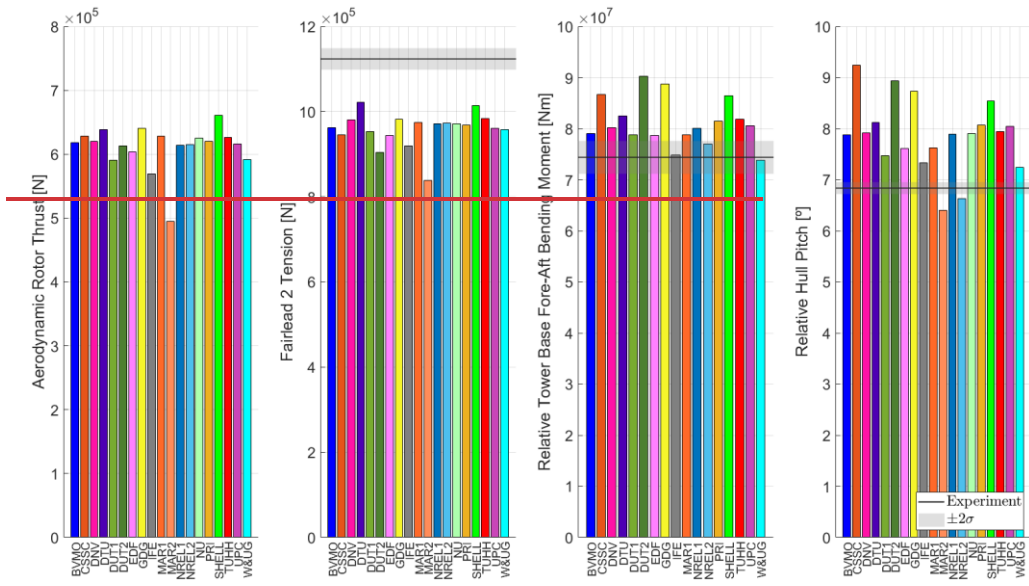 ×10⁵
8
7
6
5
4
3
2
1
0
Aerodynamic Rotor Thrust [N]
BVMO
CSSC
DNV
DTU
DUT1
DUT2
EDF
GDG
IFE
MAR1
MAR2
NREL1
NREL2
NU
PRI
SHELL
TUHH
UPC
W&UG
12 ×10⁵
10
8
6
4
2
0
Fairlead 2 Tension [N]
BVMO
CSSC
DNV
DTU
DUT1
DUT2
EDF
GDG
IFE
MAR1
MAR2
NREL1
NREL2
NU
PRI
SHELL
TUHH
UPC
W&UG
10 ×10⁷
9
8
7
6
5
4
3
2
1
0
Relative Tower Base Fore-Aft Bending Moment [Nm]
BVMO
CSSC
DNV
DTU
DUT1
DUT2
EDF
GDG
IFE
MAR1
MAR2
NREL1
NREL2
NU
PRI
SHELL
TUHH
UPC
W&UG
10
9
8
7
6
5
4
3
2
1
0
Relative Hull Pitch [º]
BVMO
CSSC
DNV
DTU
DUT1
DUT2
EDF
GDG
IFE
MAR1
MAR2
NREL1
NREL2
NU
PRI
SHELL
TUHH
UPC
W&UG
Experiment
±2σ